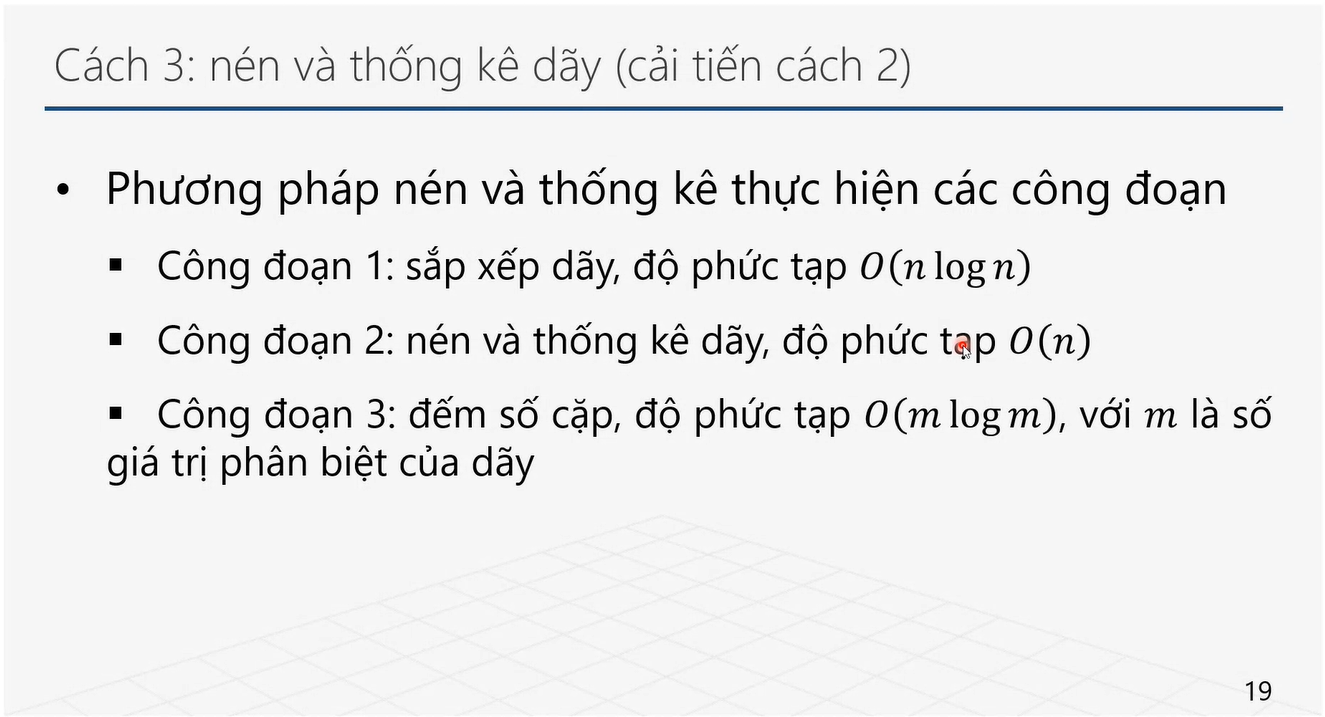 Cách 3: nén và thống kê dãy (cải tiến cách 2)
• Phương pháp nén và thống kê thực hiện các công đoạn
▪ Công đoạn 1: sắp xếp dãy, độ phức tạp O(n log n)
▪ Công đoạn 2: nén và thống kê dãy, độ phức tạp O(n)
▪ Công đoạn 3: đếm số cặp, độ phức tạp O(m log m), với m là số
giá trị phân biệt của dãy
19